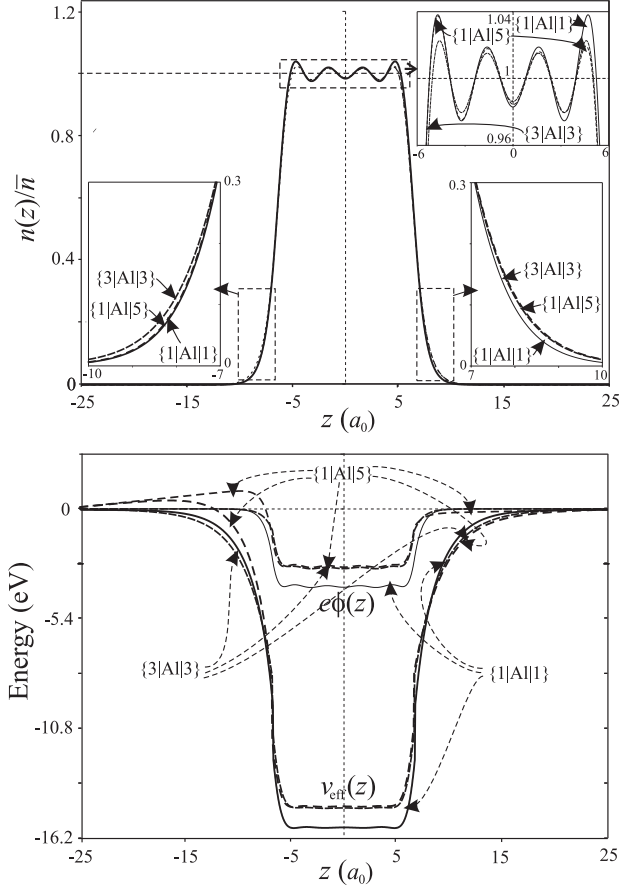 1.04
{1|Al|5}
{1|Al|1}
1
{3|Al|3}
0.96
-6
0
6
1.2
0.8
0.4
0
n(z)/n̅
0.3
{3|Al|3}
{1|Al|5}
{1|Al|1}
0
-10
-7
0.3
{3|Al|3}
{1|Al|5}
{1|Al|1}
0
7
10
-25
-15
-5
5
15
25
z (a₀)
{1|Al|5}
0
-5.4
-10.8
-16.2
Energy (eV)
eϕ(z)
{3|Al|3}
{1|Al|1}
v_eff(z)
-25
-15
-5
5
15
25
z (a₀)